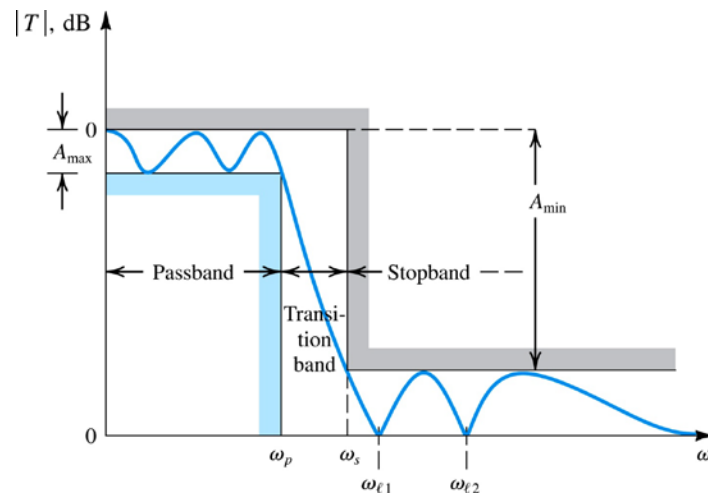 |T|, dB
0
A_max
A_min
Passband
Stopband
Transi-
tion
band
0
ω_p
ω_s
ω
ω_ℓ1
ω_ℓ2